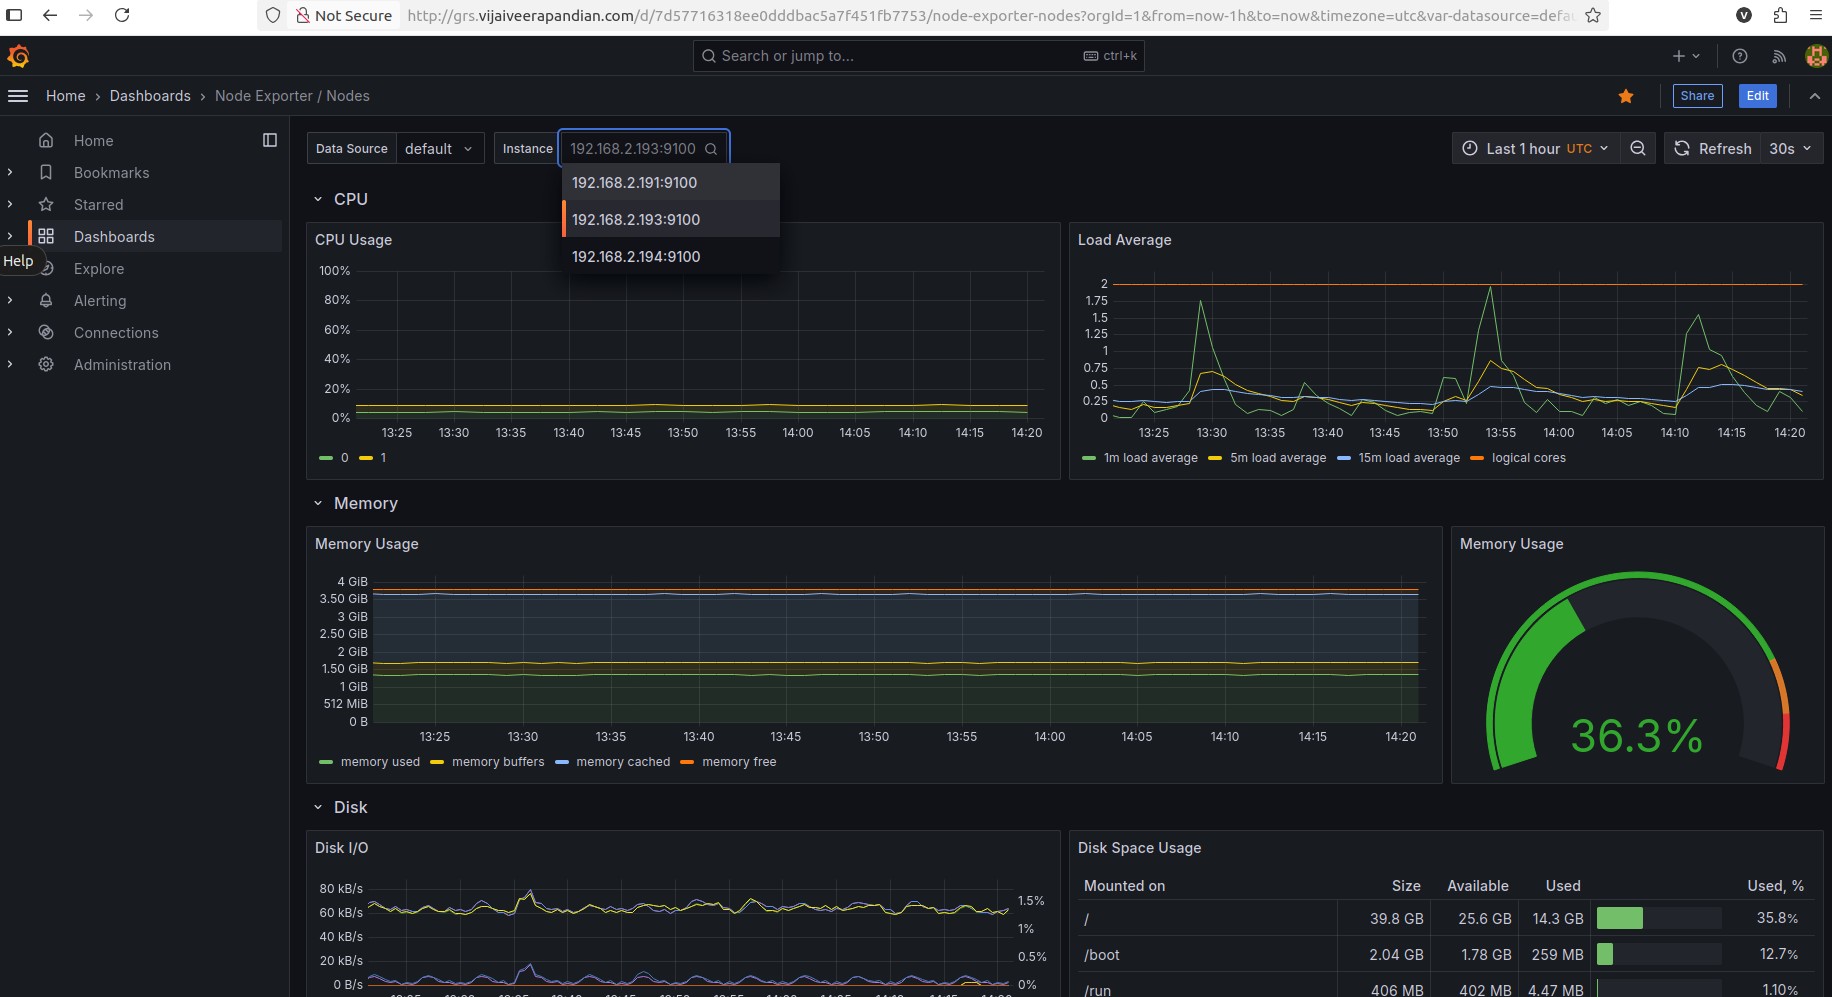 Not Secure http://grs.vijaiveerapandian.com/d/7d57716318ee0dddbac5a7f451fb7753/node-exporter-nodes?orgId=1&from=now-1h&to=now&timezone=utc&var-datasource=defau V
Search or jump to... ctrl+k
Home › Dashboards › Node Exporter / Nodes Share Edit
Home
Bookmarks
Starred
Dashboards
Help
Explore
Alerting
Connections
Administration
Data Source default Instance 192.168.2.193:9100 Last 1 hour UTC Refresh 30s
192.168.2.191:9100
192.168.2.193:9100
192.168.2.194:9100
CPU
CPU Usage
100%
80%
60%
40%
20%
0%
13:25 13:30 13:35 13:40 13:45 13:50 13:55 14:00 14:05 14:10 14:15 14:20
0 1
Load Average
2
1.75
1.5
1.25
1
0.75
0.5
0.25
0
13:25 13:30 13:35 13:40 13:45 13:50 13:55 14:00 14:05 14:10 14:15 14:20
1m load average 5m load average 15m load average logical cores
Memory
Memory Usage
4 GiB
3.50 GiB
3 GiB
2.50 GiB
2 GiB
1.50 GiB
1 GiB
512 MiB
0 B
13:25 13:30 13:35 13:40 13:45 13:50 13:55 14:00 14:05 14:10 14:15 14:20
memory used memory buffers memory cached memory free
Memory Usage
36.3%
Disk
Disk I/O
80 kB/s
60 kB/s
40 kB/s
20 kB/s
0 B/s
1.5%
1%
0.5%
0%
Disk Space Usage
Mounted on Size Available Used Used, %
/ 39.8 GB 25.6 GB 14.3 GB 35.8%
/boot 2.04 GB 1.78 GB 259 MB 12.7%
/run 406 MB 402 MB 4.47 MB 1.10%